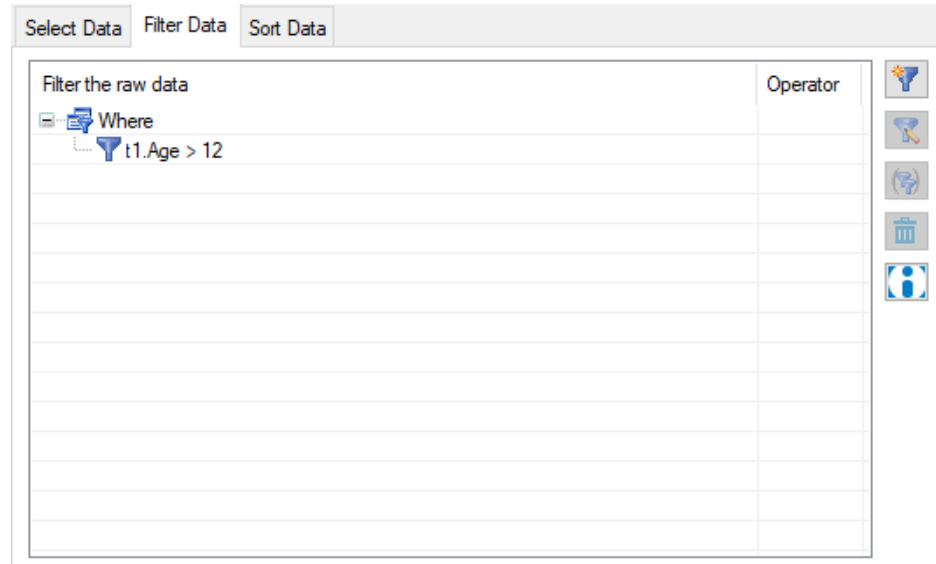 Select Data Filter Data Sort Data
Filter the raw data Operator
Where
t1.Age > 12